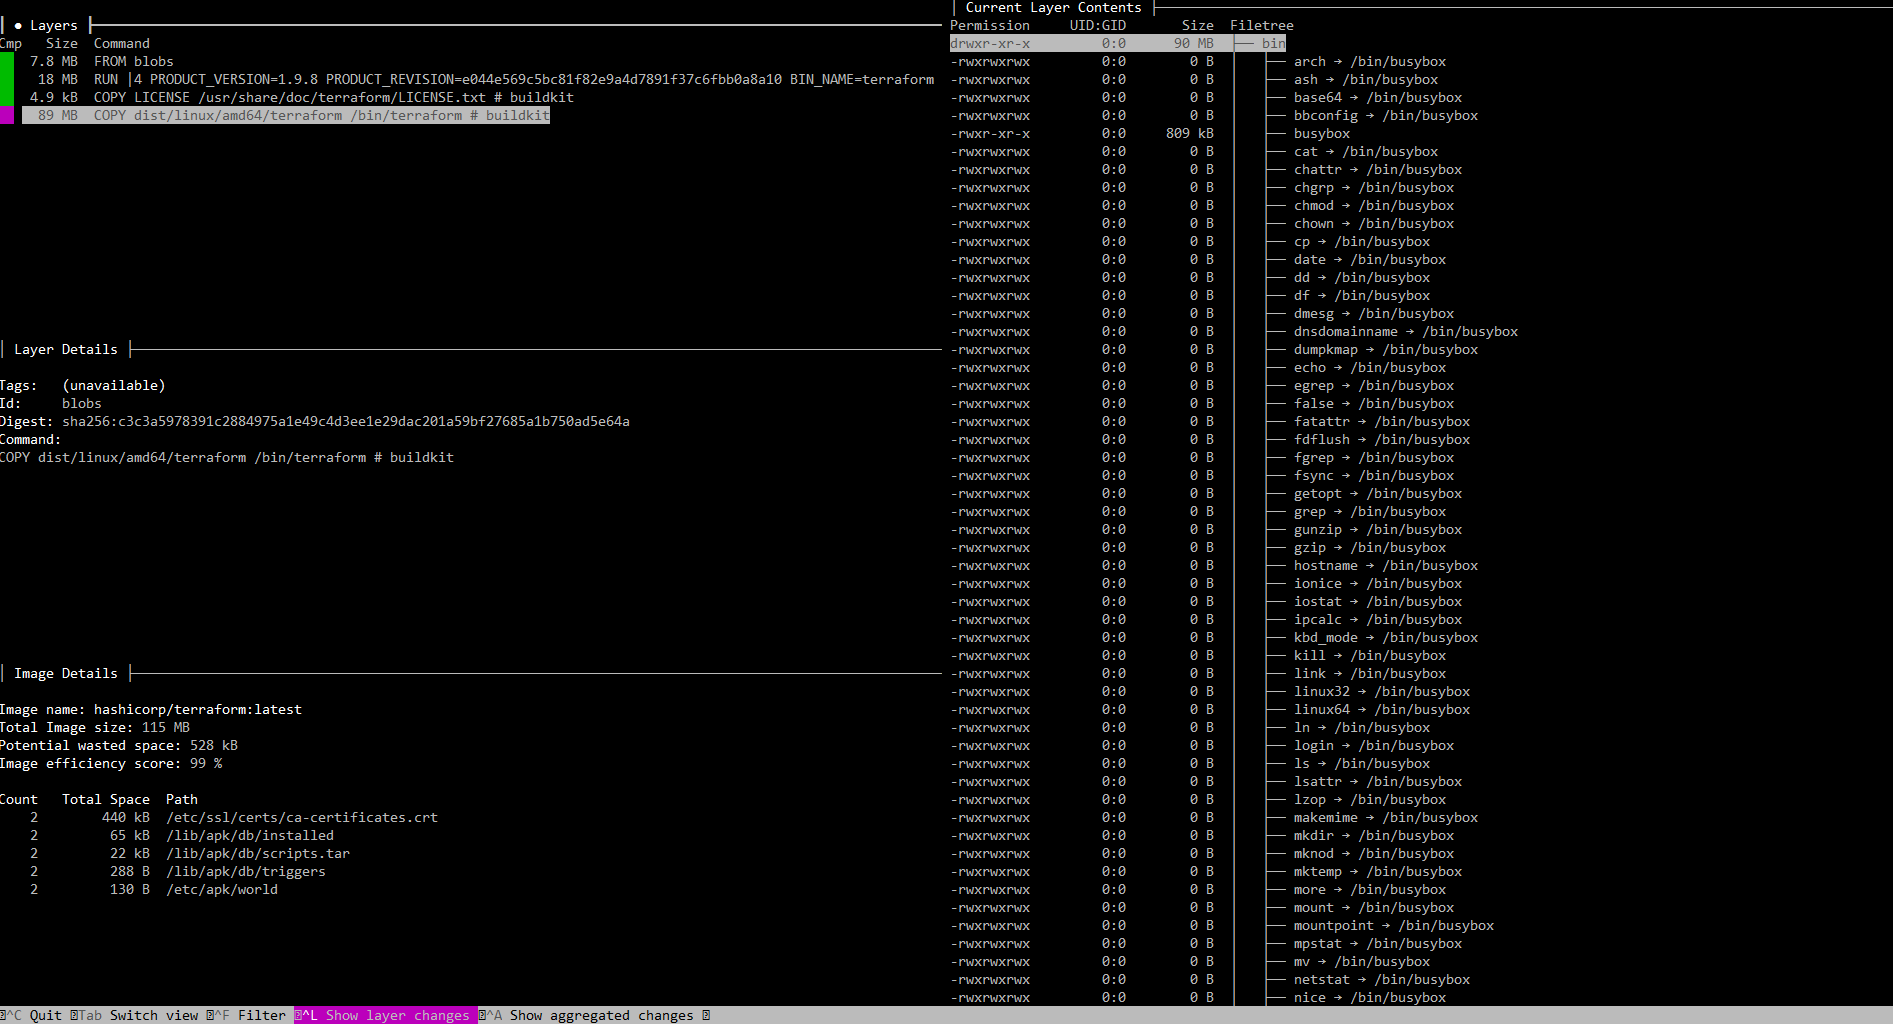 ● Layers
Cmp Size Command
7.8 MB FROM blobs
18 MB RUN |4 PRODUCT_VERSION=1.9.8 PRODUCT_REVISION=e044e569c5bc81f82e9a4d7891f37c6fbb0a8a10 BIN_NAME=terraform
4.9 kB COPY LICENSE /usr/share/doc/terraform/LICENSE.txt # buildkit
89 MB COPY dist/linux/amd64/terraform /bin/terraform # buildkit
Layer Details
Tags: (unavailable)
Id: blobs
Digest: sha256:c3c3a5978391c2884975a1e49c4d3ee1e29dac201a59bf27685a1b750ad5e64a
Command:
COPY dist/linux/amd64/terraform /bin/terraform # buildkit
Image Details
Image name: hashicorp/terraform:latest
Total Image size: 115 MB
Potential wasted space: 528 kB
Image efficiency score: 99 %
Count Total Space Path
2 440 kB /etc/ssl/certs/ca-certificates.crt
2 65 kB /lib/apk/db/installed
2 22 kB /lib/apk/db/scripts.tar
2 288 B /lib/apk/db/triggers
2 130 B /etc/apk/world
Current Layer Contents
Permission UID:GID Size Filetree
drwxr-xr-x 0:0 90 MB ├── bin
-rwxrwxrwx 0:0 0 B │ ├── arch → /bin/busybox
-rwxrwxrwx 0:0 0 B │ ├── ash → /bin/busybox
-rwxrwxrwx 0:0 0 B │ ├── base64 → /bin/busybox
-rwxrwxrwx 0:0 0 B │ ├── bbconfig → /bin/busybox
-rwxr-xr-x 0:0 809 kB │ ├── busybox
-rwxrwxrwx 0:0 0 B │ ├── cat → /bin/busybox
-rwxrwxrwx 0:0 0 B │ ├── chattr → /bin/busybox
-rwxrwxrwx 0:0 0 B │ ├── chgrp → /bin/busybox
-rwxrwxrwx 0:0 0 B │ ├── chmod → /bin/busybox
-rwxrwxrwx 0:0 0 B │ ├── chown → /bin/busybox
-rwxrwxrwx 0:0 0 B │ ├── cp → /bin/busybox
-rwxrwxrwx 0:0 0 B │ ├── date → /bin/busybox
-rwxrwxrwx 0:0 0 B │ ├── dd → /bin/busybox
-rwxrwxrwx 0:0 0 B │ ├── df → /bin/busybox
-rwxrwxrwx 0:0 0 B │ ├── dmesg → /bin/busybox
-rwxrwxrwx 0:0 0 B │ ├── dnsdomainname → /bin/busybox
-rwxrwxrwx 0:0 0 B │ ├── dumpkmap → /bin/busybox
-rwxrwxrwx 0:0 0 B │ ├── echo → /bin/busybox
-rwxrwxrwx 0:0 0 B │ ├── egrep → /bin/busybox
-rwxrwxrwx 0:0 0 B │ ├── false → /bin/busybox
-rwxrwxrwx 0:0 0 B │ ├── fatattr → /bin/busybox
-rwxrwxrwx 0:0 0 B │ ├── fdflush → /bin/busybox
-rwxrwxrwx 0:0 0 B │ ├── fgrep → /bin/busybox
-rwxrwxrwx 0:0 0 B │ ├── fsync → /bin/busybox
-rwxrwxrwx 0:0 0 B │ ├── getopt → /bin/busybox
-rwxrwxrwx 0:0 0 B │ ├── grep → /bin/busybox
-rwxrwxrwx 0:0 0 B │ ├── gunzip → /bin/busybox
-rwxrwxrwx 0:0 0 B │ ├── gzip → /bin/busybox
-rwxrwxrwx 0:0 0 B │ ├── hostname → /bin/busybox
-rwxrwxrwx 0:0 0 B │ ├── ionice → /bin/busybox
-rwxrwxrwx 0:0 0 B │ ├── iostat → /bin/busybox
-rwxrwxrwx 0:0 0 B │ ├── ipcalc → /bin/busybox
-rwxrwxrwx 0:0 0 B │ ├── kbd_mode → /bin/busybox
-rwxrwxrwx 0:0 0 B │ ├── kill → /bin/busybox
-rwxrwxrwx 0:0 0 B │ ├── link → /bin/busybox
-rwxrwxrwx 0:0 0 B │ ├── linux32 → /bin/busybox
-rwxrwxrwx 0:0 0 B │ ├── linux64 → /bin/busybox
-rwxrwxrwx 0:0 0 B │ ├── ln → /bin/busybox
-rwxrwxrwx 0:0 0 B │ ├── login → /bin/busybox
-rwxrwxrwx 0:0 0 B │ ├── ls → /bin/busybox
-rwxrwxrwx 0:0 0 B │ ├── lsattr → /bin/busybox
-rwxrwxrwx 0:0 0 B │ ├── lzop → /bin/busybox
-rwxrwxrwx 0:0 0 B │ ├── makemime → /bin/busybox
-rwxrwxrwx 0:0 0 B │ ├── mkdir → /bin/busybox
-rwxrwxrwx 0:0 0 B │ ├── mknod → /bin/busybox
-rwxrwxrwx 0:0 0 B │ ├── mktemp → /bin/busybox
-rwxrwxrwx 0:0 0 B │ ├── more → /bin/busybox
-rwxrwxrwx 0:0 0 B │ ├── mount → /bin/busybox
-rwxrwxrwx 0:0 0 B │ ├── mountpoint → /bin/busybox
-rwxrwxrwx 0:0 0 B │ ├── mpstat → /bin/busybox
-rwxrwxrwx 0:0 0 B │ ├── mv → /bin/busybox
-rwxrwxrwx 0:0 0 B │ ├── netstat → /bin/busybox
-rwxrwxrwx 0:0 0 B │ ├── nice → /bin/busybox
^C Quit Tab Switch view ^F Filter ^L Show layer changes ^A Show aggregated changes